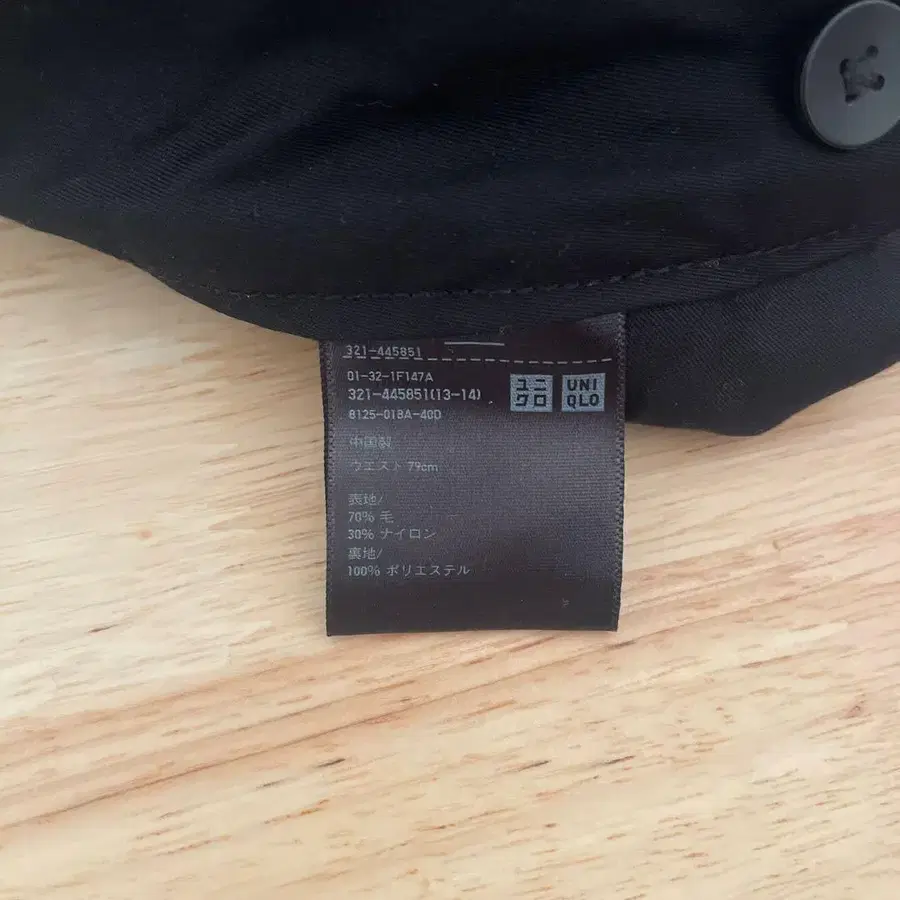 321-445851
01-32-1F147A
321-445851(13-14)
8125-018A-40D
ユニ
クロ
UNI
QLO
中国製
ウエスト 79cm
表地/
70% 毛
30% ナイロン
裏地/
100% ポリエステル